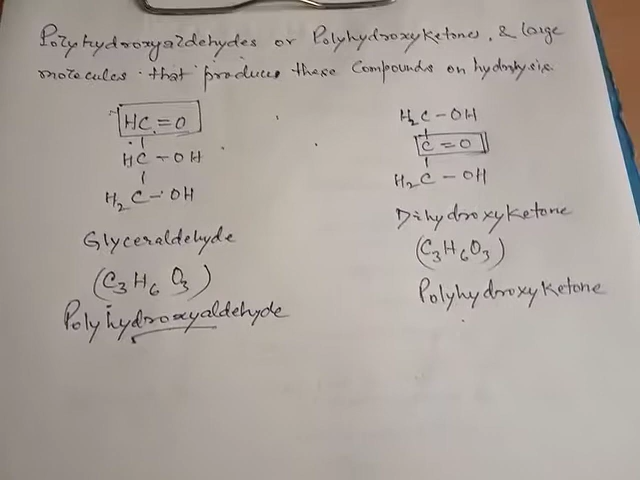 Polyhydroxyaldehydes or Polyhydroxyketones, & large
molecules that produces these Compounds on hydrolysis.
HC=O
HC-OH
H2C-OH
Glyceraldehyde
(C3H6O3)
Polyhydroxyaldehyde
H2C-OH
C=O
H2C-OH
Dihydroxyketone
(C3H6O3)
Polyhydroxyketone